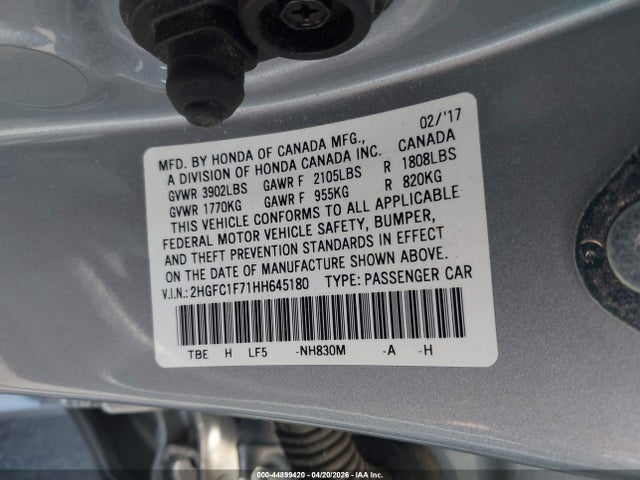 02/'17
MFD. BY HONDA OF CANADA MFG.,
A DIVISION OF HONDA CANADA INC. CANADA
GVWR 3902LBS GAWR F 2105LBS R 1808LBS
GVWR 1770KG GAWR F 955KG R 820KG
THIS VEHICLE CONFORMS TO ALL APPLICABLE
FEDERAL MOTOR VEHICLE SAFETY, BUMPER,
AND THEFT PREVENTION STANDARDS IN EFFECT
ON THE DATE OF MANUFACTURE SHOWN ABOVE.
V.I.N.: 2HGFC1F71HH645180 TYPE: PASSENGER CAR
TBE H LF5 -NH830M -A -H
000-44899420 - 04/20/2026 - IAA Inc.